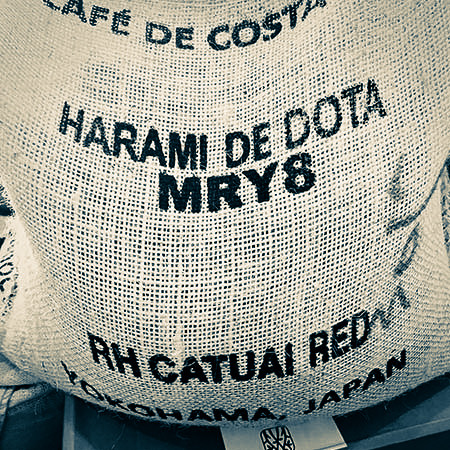 CAFÉ DE COSTA
HARAMI DE DOTA
MRY8
RH CATUAI RED
YOKOHAMA, JAPAN